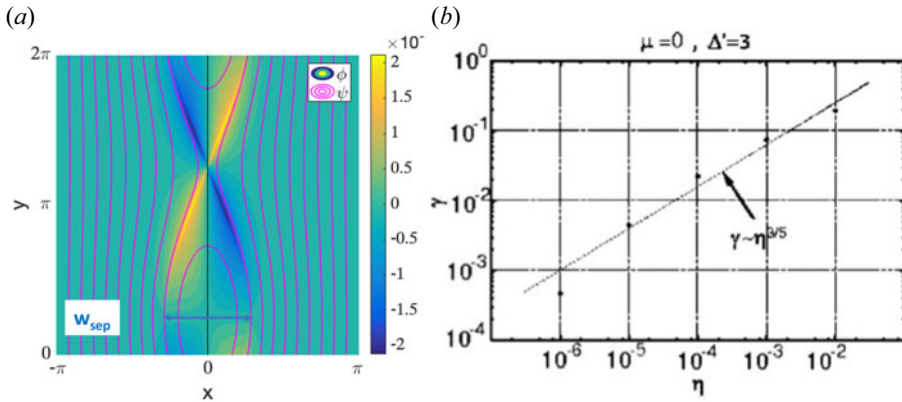 (a)
(b)
×10⁻
2π
π
0
y
-π
0
π
x
ϕ
ψ
w_sep
2
1.5
1
0.5
0
-0.5
-1
-1.5
-2
μ=0 , Δ'=3
10⁰
10⁻¹
10⁻²
10⁻³
10⁻⁴
γ
γ~η^3/5
10⁻⁶
10⁻⁵
10⁻⁴
10⁻³
10⁻²
η